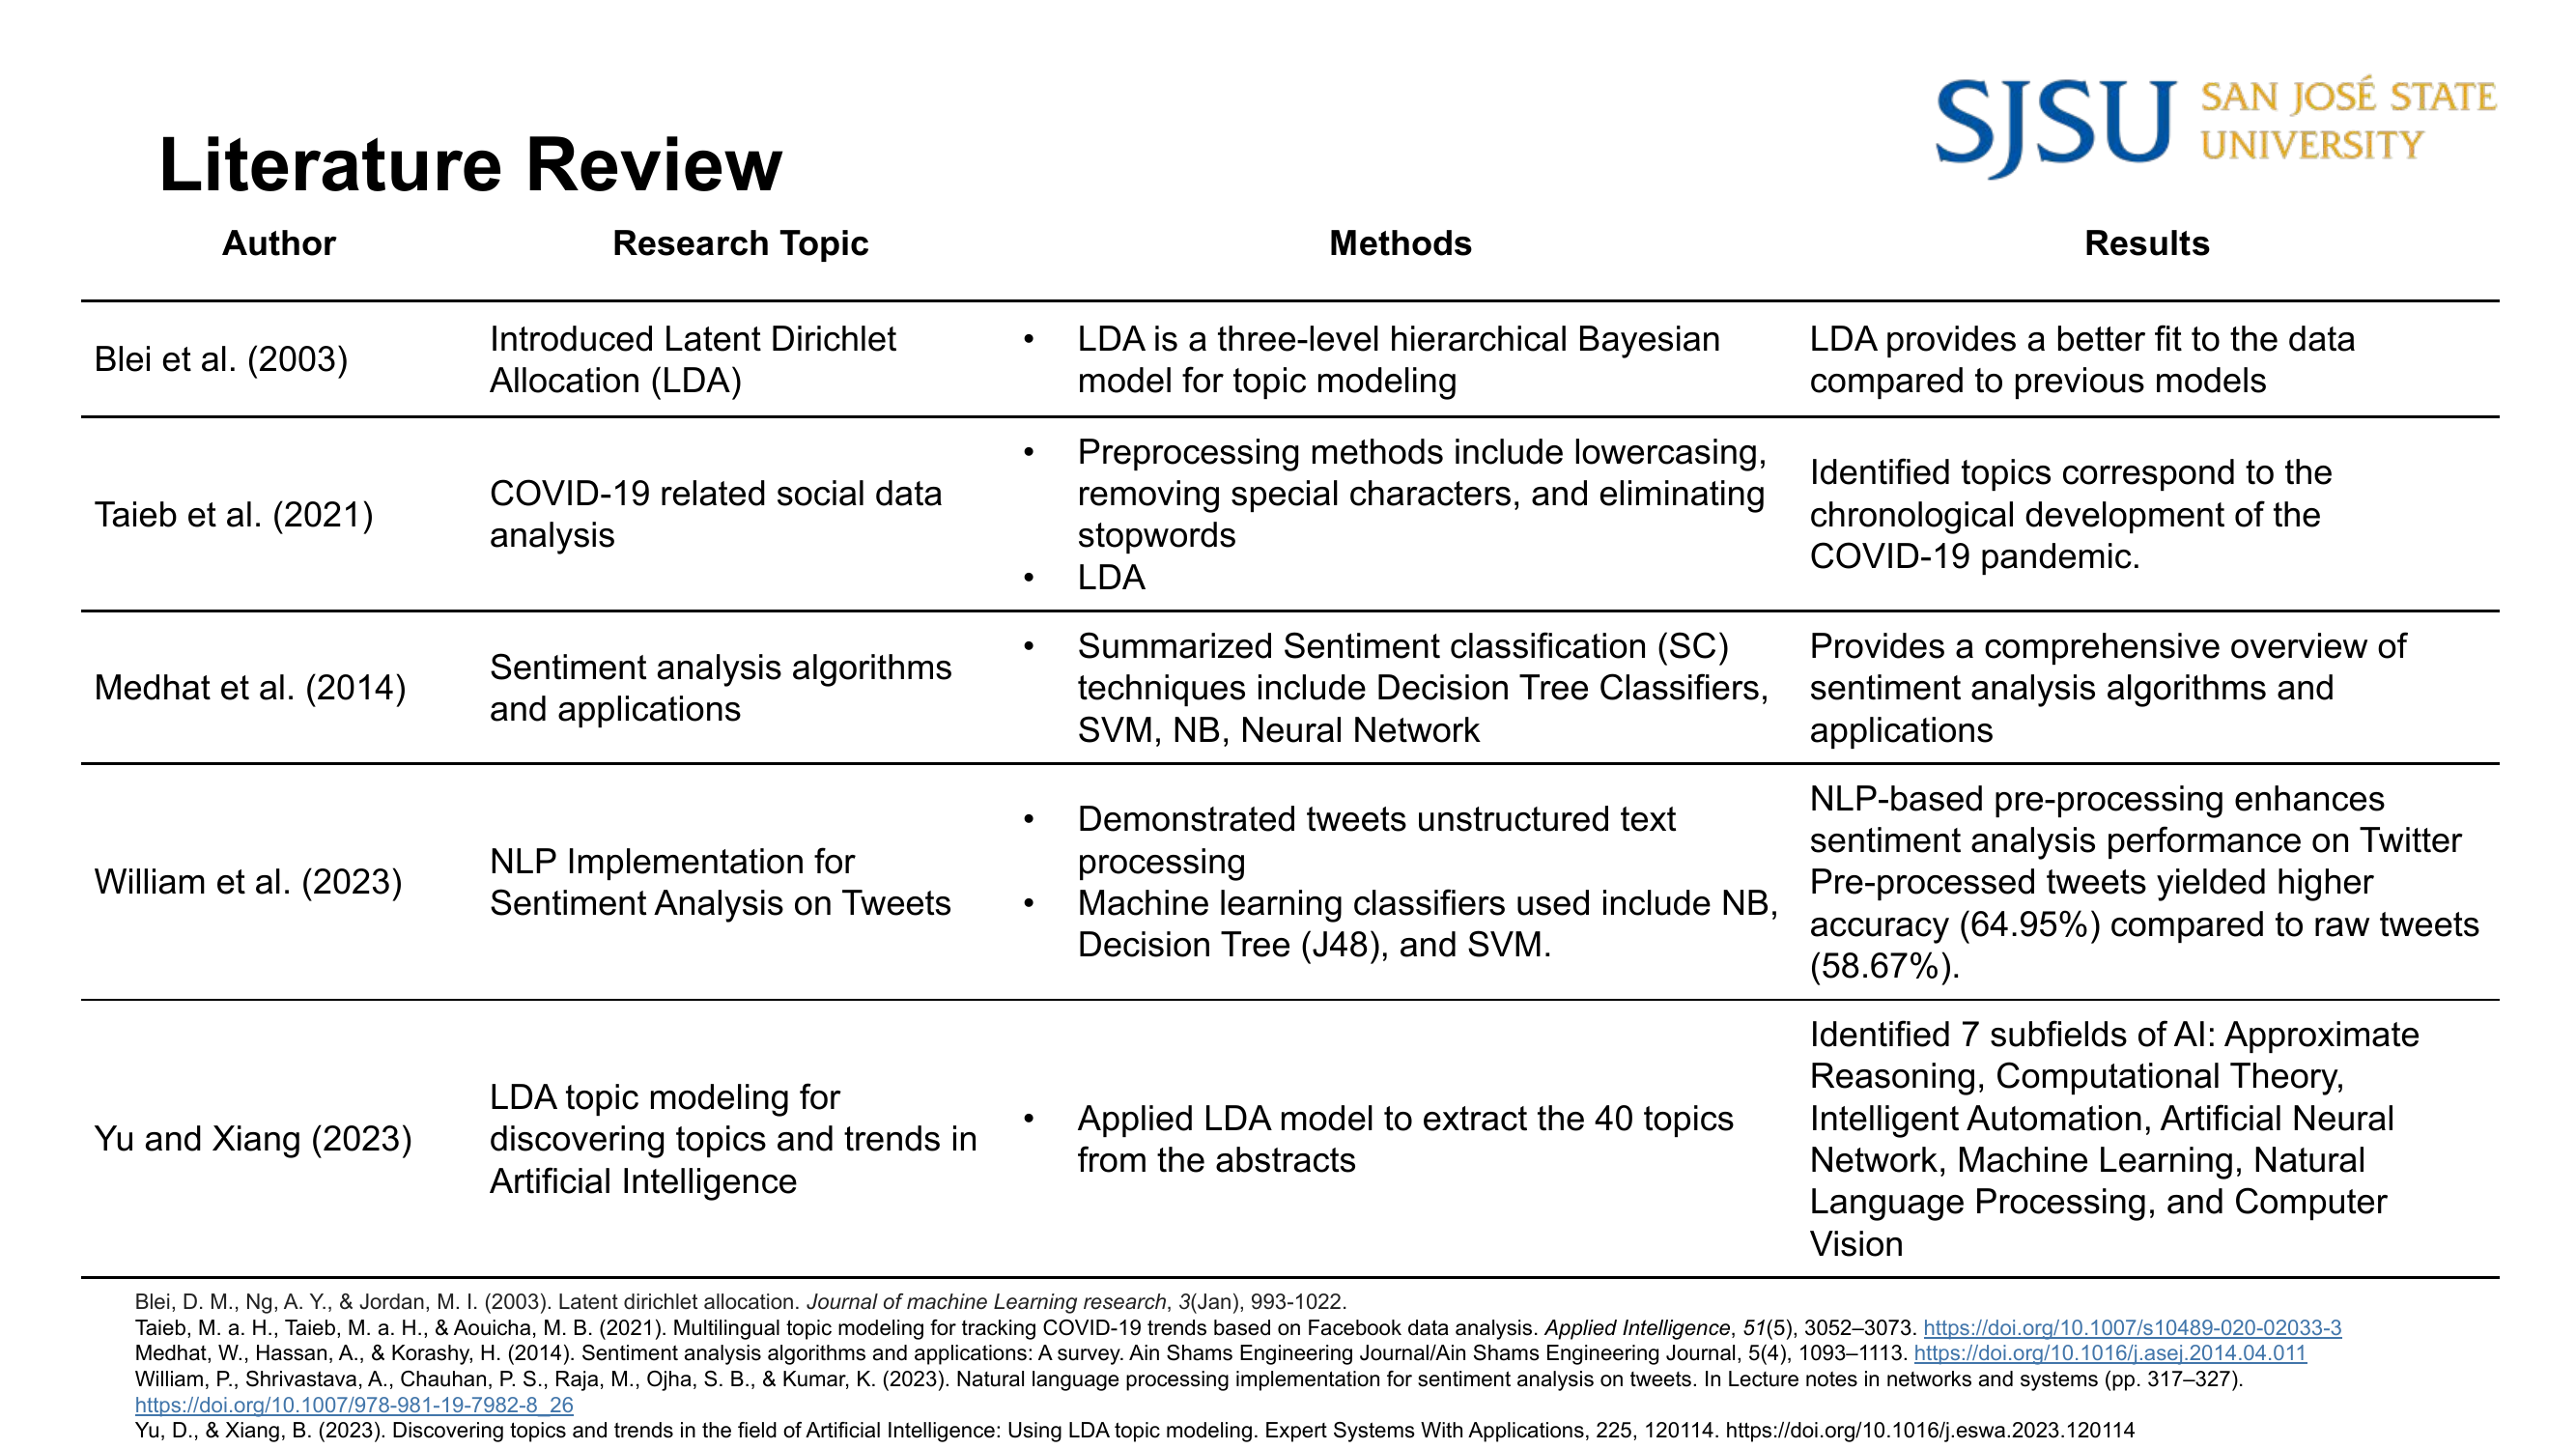 SJSU SAN JOSÉ STATE
UNIVERSITY
Literature Review
Author Research Topic Methods Results
Blei et al. (2003)
Introduced Latent Dirichlet
Allocation (LDA)
• LDA is a three-level hierarchical Bayesian
model for topic modeling
LDA provides a better fit to the data
compared to previous models
Taieb et al. (2021)
COVID-19 related social data
analysis
• Preprocessing methods include lowercasing,
removing special characters, and eliminating
stopwords
• LDA
Identified topics correspond to the
chronological development of the
COVID-19 pandemic.
Medhat et al. (2014)
Sentiment analysis algorithms
and applications
• Summarized Sentiment classification (SC)
techniques include Decision Tree Classifiers,
SVM, NB, Neural Network
Provides a comprehensive overview of
sentiment analysis algorithms and
applications
William et al. (2023)
NLP Implementation for
Sentiment Analysis on Tweets
• Demonstrated tweets unstructured text
processing
• Machine learning classifiers used include NB,
Decision Tree (J48), and SVM.
NLP-based pre-processing enhances
sentiment analysis performance on Twitter
Pre-processed tweets yielded higher
accuracy (64.95%) compared to raw tweets
(58.67%).
Yu and Xiang (2023)
LDA topic modeling for
discovering topics and trends in
Artificial Intelligence
• Applied LDA model to extract the 40 topics
from the abstracts
Identified 7 subfields of AI: Approximate
Reasoning, Computational Theory,
Intelligent Automation, Artificial Neural
Network, Machine Learning, Natural
Language Processing, and Computer
Vision
Blei, D. M., Ng, A. Y., & Jordan, M. I. (2003). Latent dirichlet allocation. Journal of machine Learning research, 3(Jan), 993-1022.
Taieb, M. a. H., Taieb, M. a. H., & Aouicha, M. B. (2021). Multilingual topic modeling for tracking COVID-19 trends based on Facebook data analysis. Applied Intelligence, 51(5), 3052–3073. https://doi.org/10.1007/s10489-020-02033-3
Medhat, W., Hassan, A., & Korashy, H. (2014). Sentiment analysis algorithms and applications: A survey. Ain Shams Engineering Journal/Ain Shams Engineering Journal, 5(4), 1093–1113. https://doi.org/10.1016/j.asej.2014.04.011
William, P., Shrivastava, A., Chauhan, P. S., Raja, M., Ojha, S. B., & Kumar, K. (2023). Natural language processing implementation for sentiment analysis on tweets. In Lecture notes in networks and systems (pp. 317–327).
https://doi.org/10.1007/978-981-19-7982-8_26
Yu, D., & Xiang, B. (2023). Discovering topics and trends in the field of Artificial Intelligence: Using LDA topic modeling. Expert Systems With Applications, 225, 120114. https://doi.org/10.1016/j.eswa.2023.120114